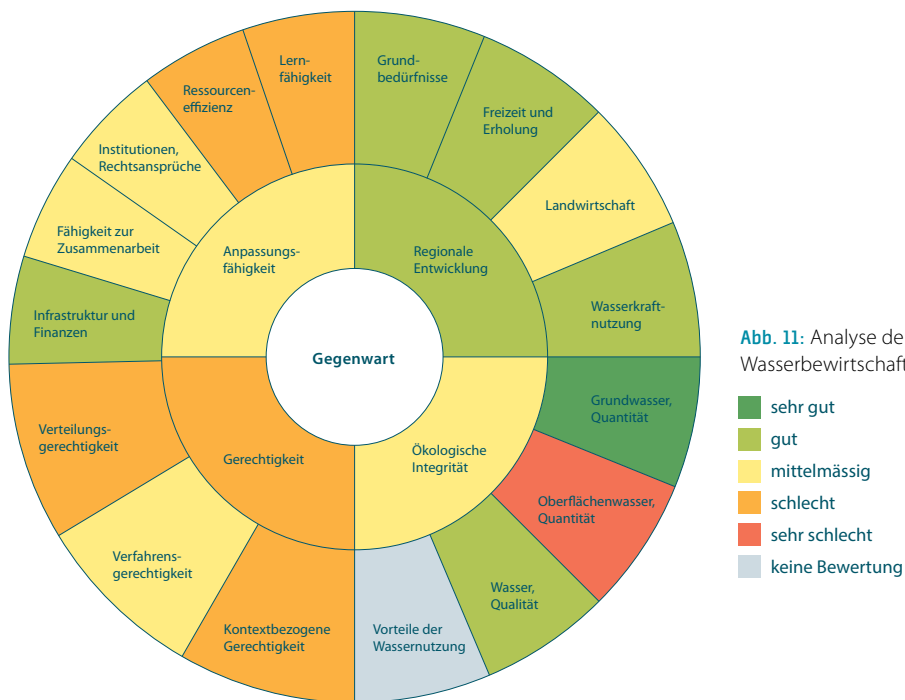 Lern-
fähigkeit
Grund-
bedürfnisse
Ressourcen-
effizienz
Freizeit und
Erholung
Institutionen,
Rechtsansprüche
Landwirtschaft
Fähigkeit zur
Zusammenarbeit
Anpassungs-
fähigkeit
Regionale
Entwicklung
Infrastruktur und
Finanzen
Wasserkraft-
nutzung
Gegenwart
Verteilungs-
gerechtigkeit
Gerechtigkeit
Ökologische
Integrität
Grundwasser,
Quantität
Oberflächenwasser,
Quantität
Verfahrens-
gerechtigkeit
Wasser,
Qualität
Kontextbezogene
Gerechtigkeit
Vorteile der
Wassernutzung
Abb. 11: Analyse de
Wasserbewirtschaft
sehr gut
gut
mittelmässig
schlecht
sehr schlecht
keine Bewertung